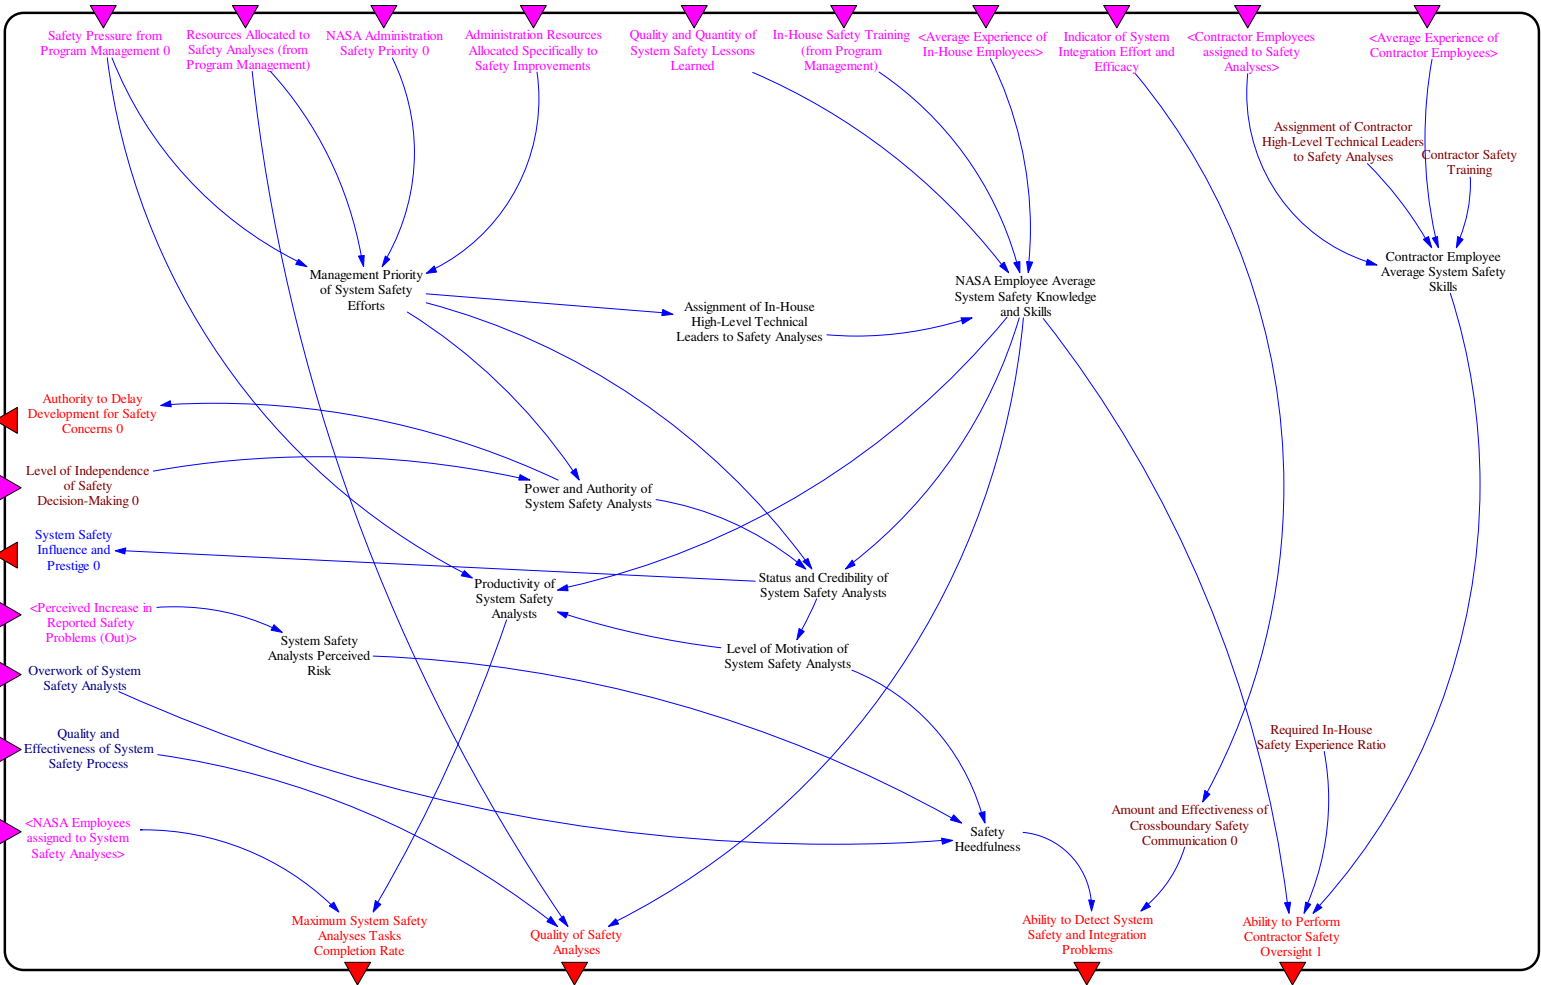 Safety Pressure from
Program Management 0
Resources Allocated to
Safety Analyses (from
Program Management)
NASA Administration
Safety Priority 0
Administration Resources
Allocated Specifically to
Safety Improvements
Quality and Quantity of
System Safety Lessons
Learned
In-House Safety Training
(from Program
Management)
<Average Experience of
In-House Employees>
Indicator of System
Integration Effort and
Efficacy
<Contractor Employees
assigned to Safety
Analyses>
<Average Experience of
Contractor Employees>
Assignment of Contractor
High-Level Technical Leaders
to Safety Analyses
Contractor Safety
Training
Contractor Employee
Average System Safety
Skills
Management Priority
of System Safety
Efforts
Assignment of In-House
High-Level Technical
Leaders to Safety Analyses
NASA Employee Average
System Safety Knowledge
and Skills
Authority to Delay
Development for Safety
Concerns 0
Level of Independence
of Safety
Decision-Making 0
Power and Authority of
System Safety Analysts
System Safety
Influence and
Prestige 0
Productivity of
System Safety
Analysts
Status and Credibility of
System Safety Analysts
<Perceived Increase in
Reported Safety
Problems (Out)>
System Safety
Analysts Perceived
Risk
Level of Motivation of
System Safety Analysts
Overwork of System
Safety Analysts
Quality and
Effectiveness of System
Safety Process
Required In-House
Safety Experience Ratio
<NASA Employees
assigned to System
Safety Analyses>
Safety
Heedfulness
Amount and Effectiveness of
Crossboundary Safety
Communication 0
Maximum System Safety
Analyses Tasks
Completion Rate
Quality of Safety
Analyses
Ability to Detect System
Safety and Integration
Problems
Ability to Perform
Contractor Safety
Oversight 1